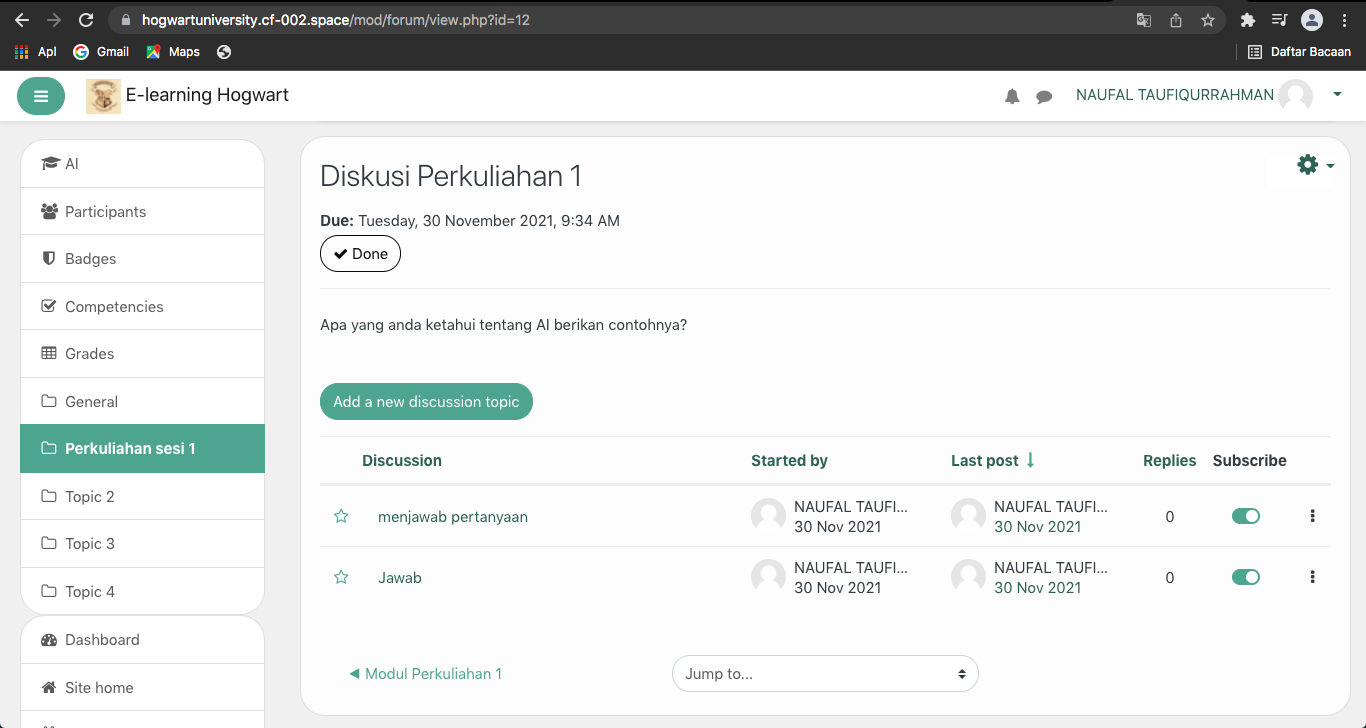 hogwartuniversity.cf-002.space/mod/forum/view.php?id=12
Apl
Gmail
Maps
Daftar Bacaan
E-learning Hogwart
NAUFAL TAUFIQURRAHMAN
AI
Participants
Badges
Competencies
Grades
General
Perkuliahan sesi 1
Topic 2
Topic 3
Topic 4
Dashboard
Site home
Diskusi Perkuliahan 1
Due: Tuesday, 30 November 2021, 9:34 AM
Done
Apa yang anda ketahui tentang AI berikan contohnya?
Add a new discussion topic
Discussion Started by Last post Replies Subscribe
menjawab pertanyaan NAUFAL TAUFI... NAUFAL TAUFI... 0
30 Nov 2021 30 Nov 2021
Jawab NAUFAL TAUFI... NAUFAL TAUFI... 0
30 Nov 2021 30 Nov 2021
Modul Perkuliahan 1
Jump to...